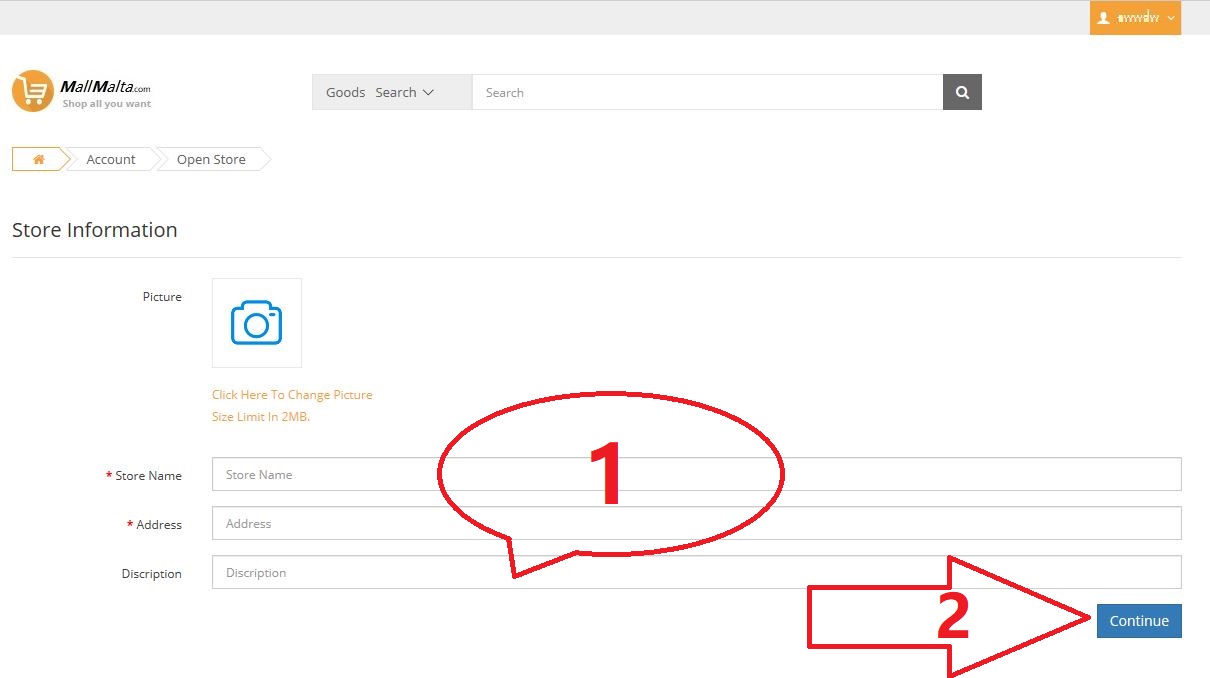 awwdw
MallMalta.com
Shop all you want
Goods Search
Search
Account
Open Store
Store Information
Picture
Click Here To Change Picture
Size Limit In 2MB.
1
* Store Name
Store Name
* Address
Address
Discription
Discription
2
Continue